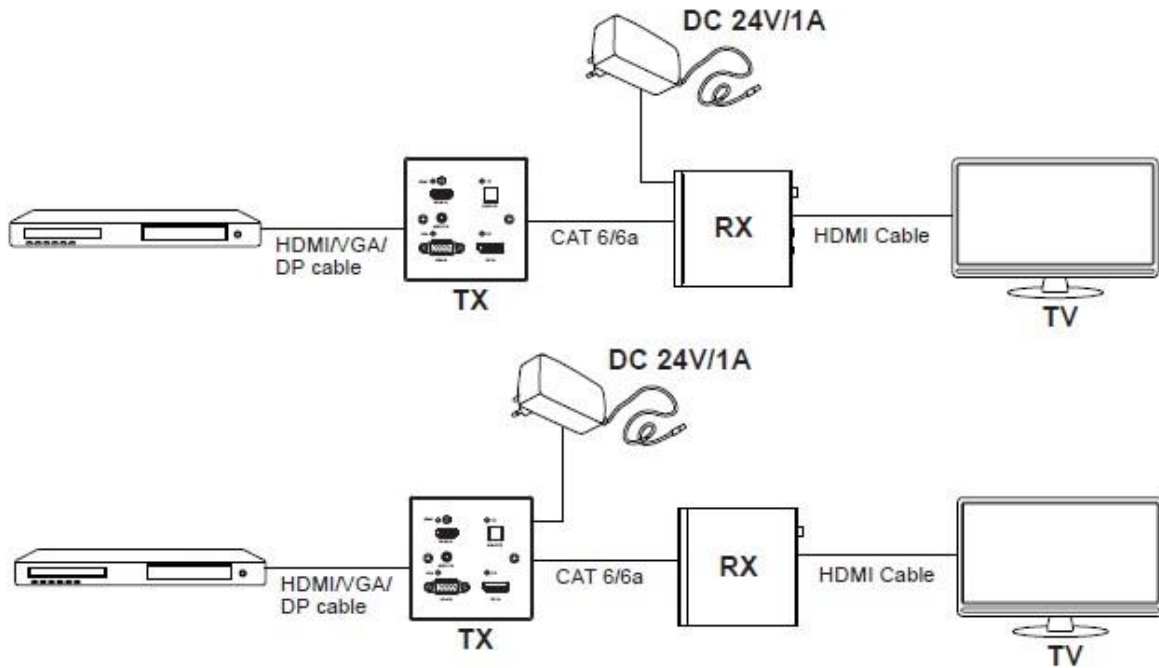 DC 24V/1A
HDMI/VGA/
DP cable
TX
CAT 6/6a
RX
HDMI Cable
TV
DC 24V/1A
HDMI/VGA/
DP cable
TX
CAT 6/6a
RX
HDMI Cable
TV